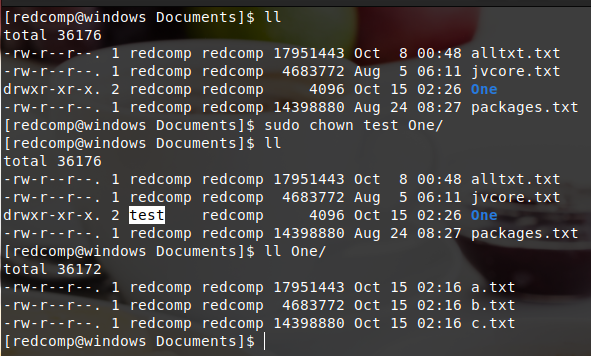 [redcomp@windows Documents]$ ll
total 36176
-rw-r--r--. 1 redcomp redcomp 17951443 Oct  8 00:48 alltxt.txt
-rw-r--r--. 1 redcomp redcomp  4683772 Aug  5 06:11 jvcore.txt
drwxr-xr-x. 2 redcomp redcomp     4096 Oct 15 02:26 One
-rw-r--r--. 1 redcomp redcomp 14398880 Aug 24 08:27 packages.txt
[redcomp@windows Documents]$ sudo chown test One/
[redcomp@windows Documents]$ ll
total 36176
-rw-r--r--. 1 redcomp redcomp 17951443 Oct  8 00:48 alltxt.txt
-rw-r--r--. 1 redcomp redcomp  4683772 Aug  5 06:11 jvcore.txt
drwxr-xr-x. 2 test    redcomp     4096 Oct 15 02:26 One
-rw-r--r--. 1 redcomp redcomp 14398880 Aug 24 08:27 packages.txt
[redcomp@windows Documents]$ ll One/
total 36172
-rw-r--r--. 1 redcomp redcomp 17951443 Oct 15 02:16 a.txt
-rw-r--r--. 1 redcomp redcomp  4683772 Oct 15 02:16 b.txt
-rw-r--r--. 1 redcomp redcomp 14398880 Oct 15 02:16 c.txt
[redcomp@windows Documents]$